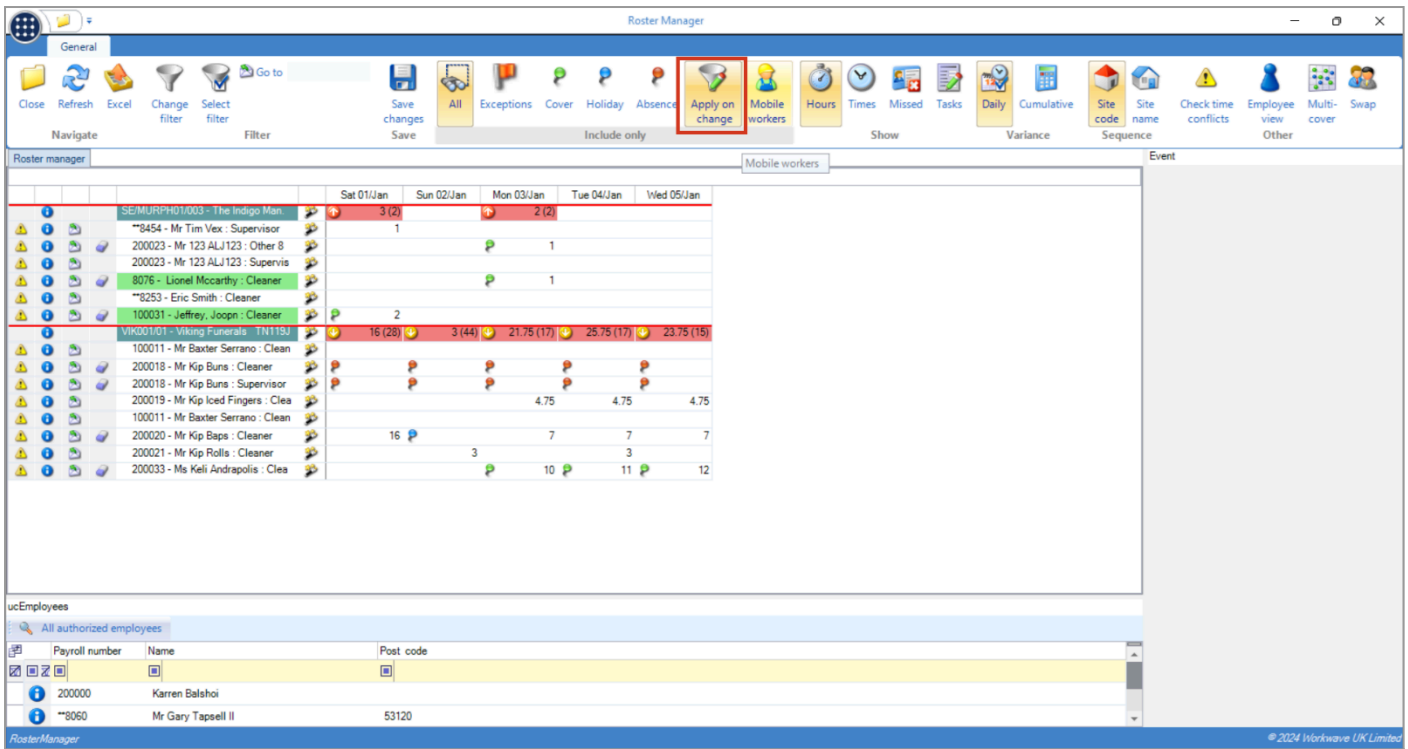 Roster Manager
General
Go to
Close Refresh Excel Change filter Select filter Save changes All Exceptions Cover Holiday Absence Apply on change Mobile workers Hours Times Missed Tasks Daily Cumulative Site code Site name Check time conflicts Employee view Multi-cover Swap
Navigate Filter Save Include only Show Variance Sequence Other
Roster manager Event
Mobile workers
Sat 01/Jan Sun 02/Jan Mon 03/Jan Tue 04/Jan Wed 05/Jan
SE/MURPH01/003 - The Indigo Man. 3 (2) 2 (2)
**8454 - Mr Tim Vex : Supervisor 1
200023 - Mr 123 ALJ123 : Other 8 1
200023 - Mr 123 ALJ123 : Supervis
8076 - Lionel Mccarthy : Cleaner 1
**8253 - Eric Smith : Cleaner
100031 - Jeffrey, Joopn : Cleaner 2
VIK001/01 - Viking Funerals TN119J 16 (28) 3 (44) 21.75 (17) 25.75 (17) 23.75 (15)
100011 - Mr Baxter Serrano : Clean
200018 - Mr Kip Buns : Cleaner
200018 - Mr Kip Buns : Supervisor
200019 - Mr Kip Iced Fingers : Clea 4.75 4.75 4.75
100011 - Mr Baxter Serrano : Clean
200020 - Mr Kip Baps : Cleaner 16 7 7 7
200021 - Mr Kip Rolls : Cleaner 3 3
200033 - Ms Keli Andrapolis : Clea 10 11 12
ucEmployees
All authorized employees
Payroll number Name Post code
200000 Karren Balshoi
**8060 Mr Gary Tapsell II 53120
RosterManager © 2024 Workwave UK Limited